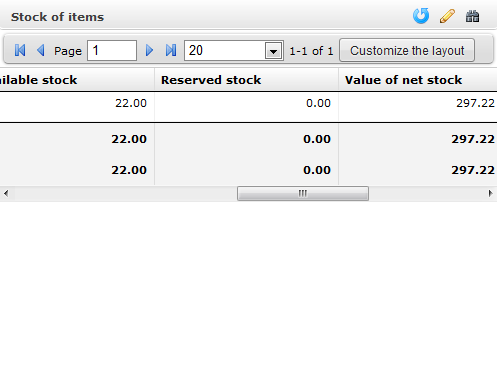 Stock of items
Page 1 20 1-1 of 1 Customize the layout
ilable stock Reserved stock Value of net stock
22.00 0.00 297.22
22.00 0.00 297.22
22.00 0.00 297.22